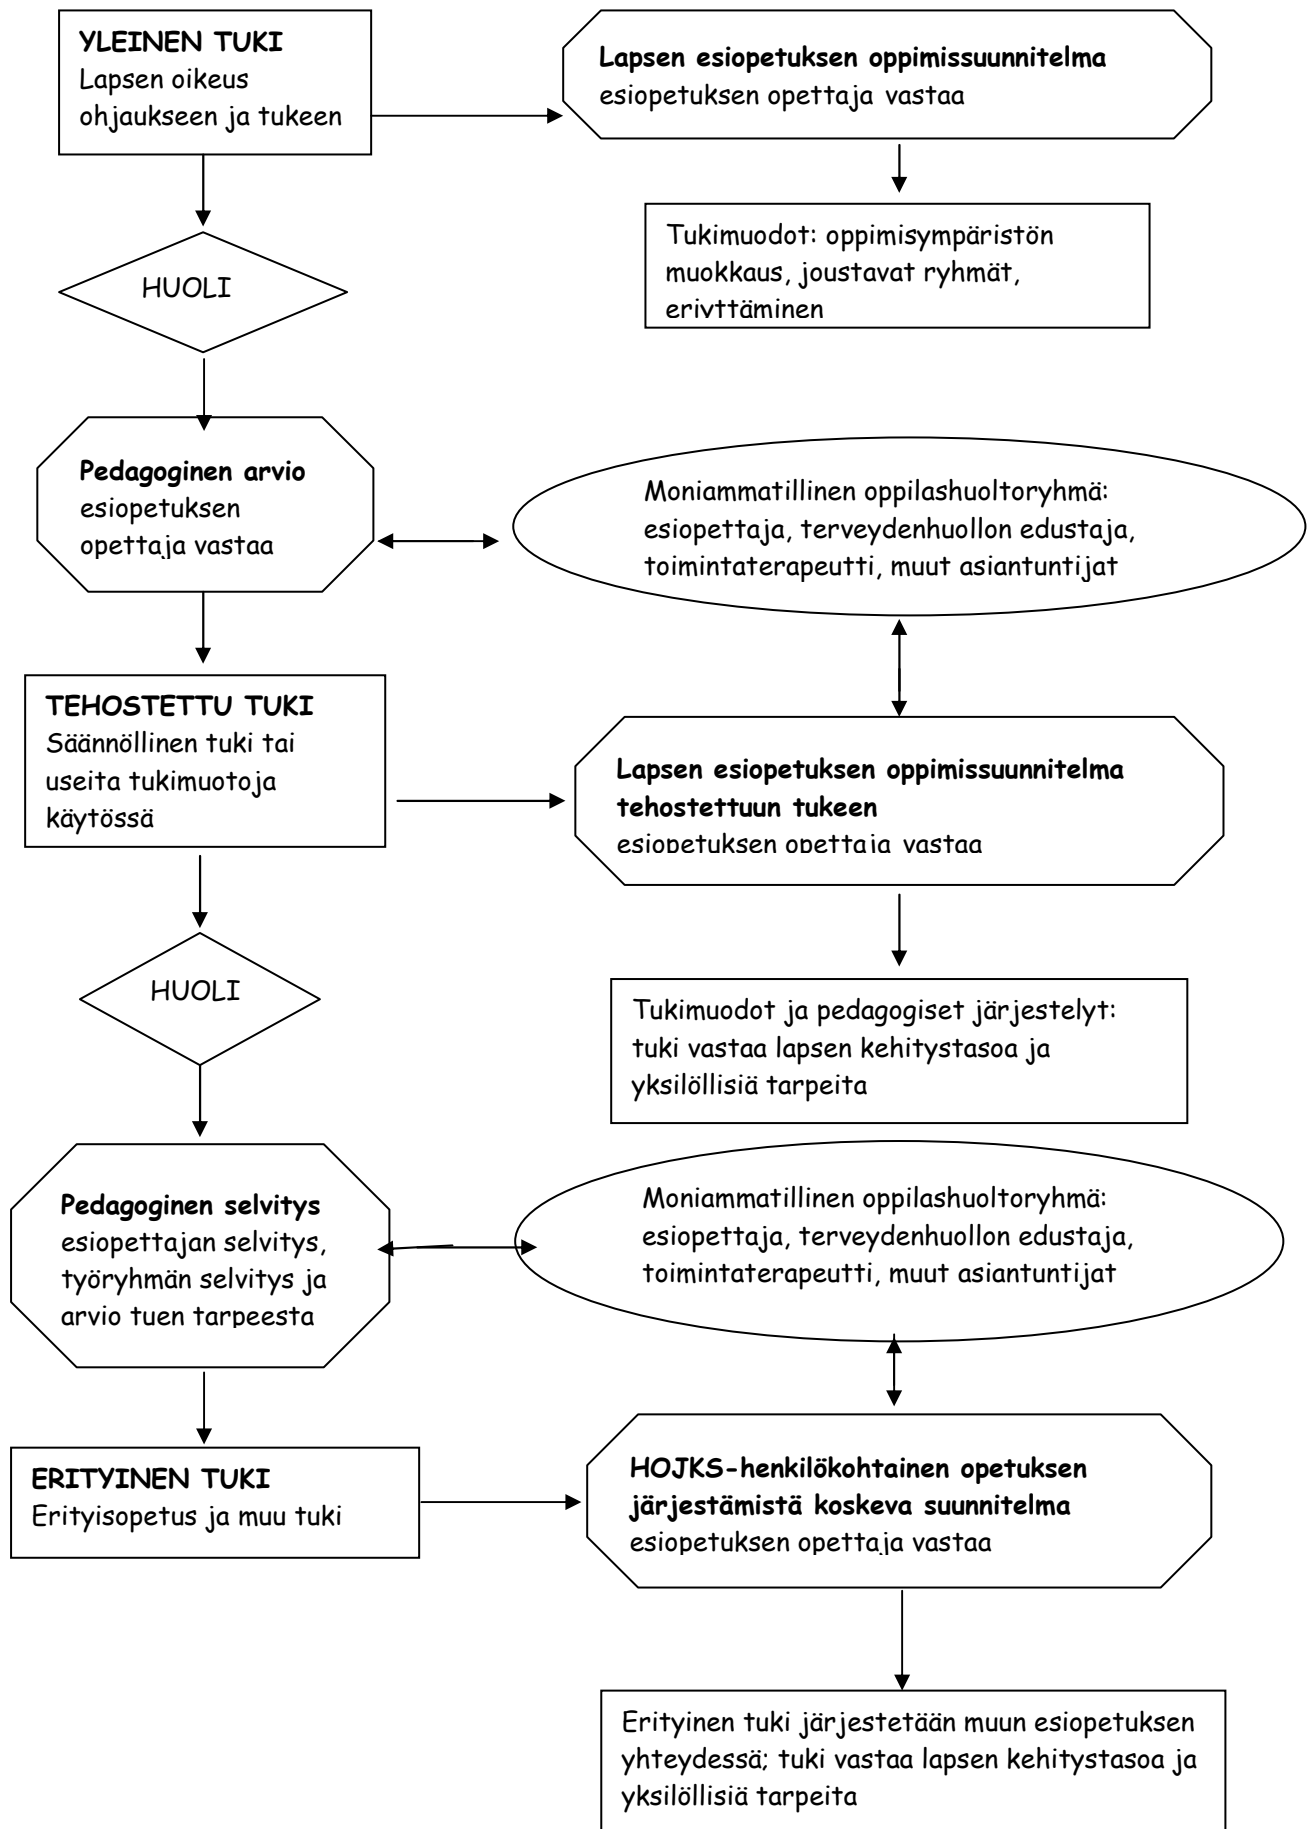 YLEINEN TUKI
Lapsen oikeus
ohjaukseen ja tukeen
Lapsen esiopetuksen oppimissuunnitelma
esiopetuksen opettaja vastaa
Tukimuodot: oppimisympäristön
muokkaus, joustavat ryhmät,
eriyttäminen
HUOLI
Pedagoginen arvio
esiopetuksen
opettaja vastaa
Moniammatillinen oppilashuoltoryhmä:
esiopettaja, terveydenhuollon edustaja,
toimintaterapeutti, muut asiantuntijat
TEHOSTETTU TUKI
Säännöllinen tuki tai
useita tukimuotoja
käytössä
Lapsen esiopetuksen oppimissuunnitelma
tehostettuun tukeen
esiopetuksen opettaja vastaa
HUOLI
Tukimuodot ja pedagogiset järjestelyt:
tuki vastaa lapsen kehitystasoa ja
yksilöllisiä tarpeita
Pedagoginen selvitys
esiopettajan selvitys,
työryhmän selvitys ja
arvio tuen tarpeesta
Moniammatillinen oppilashuoltoryhmä:
esiopettaja, terveydenhuollon edustaja,
toimintaterapeutti, muut asiantuntijat
ERITYINEN TUKI
Erityisopetus ja muu tuki
HOJKS-henkilökohtainen opetuksen
järjestämistä koskeva suunnitelma
esiopetuksen opettaja vastaa
Erityinen tuki järjestetään muun esiopetuksen
yhteydessä; tuki vastaa lapsen kehitystasoa ja
yksilöllisiä tarpeita